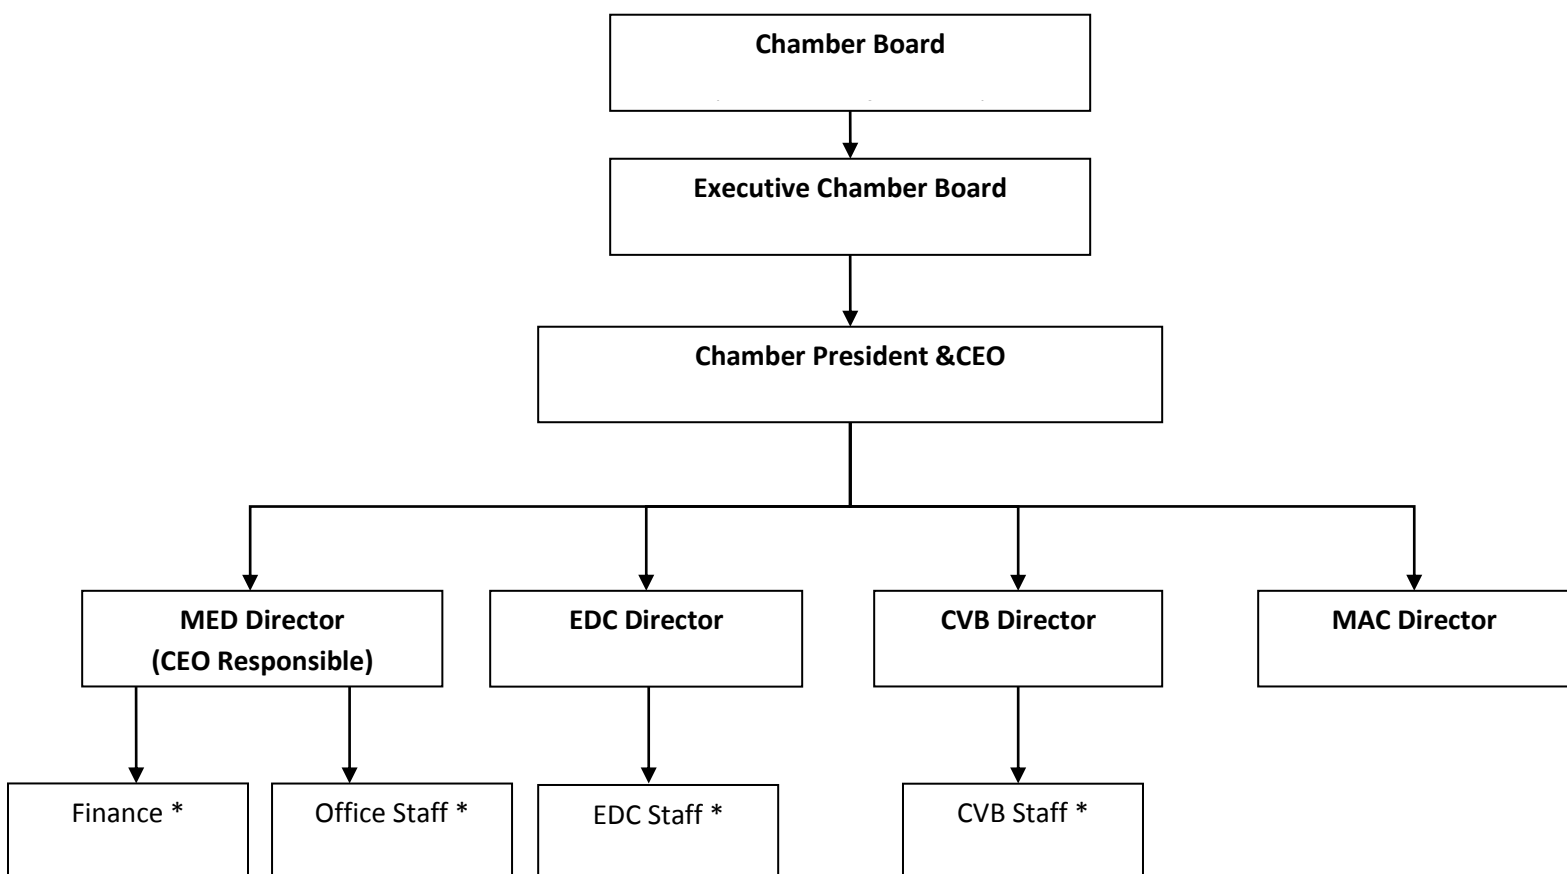 Chamber Board
Executive Chamber Board
Chamber President &CEO
MED Director
(CEO Responsible)
EDC Director
CVB Director
MAC Director
Finance *
Office Staff *
EDC Staff *
CVB Staff *